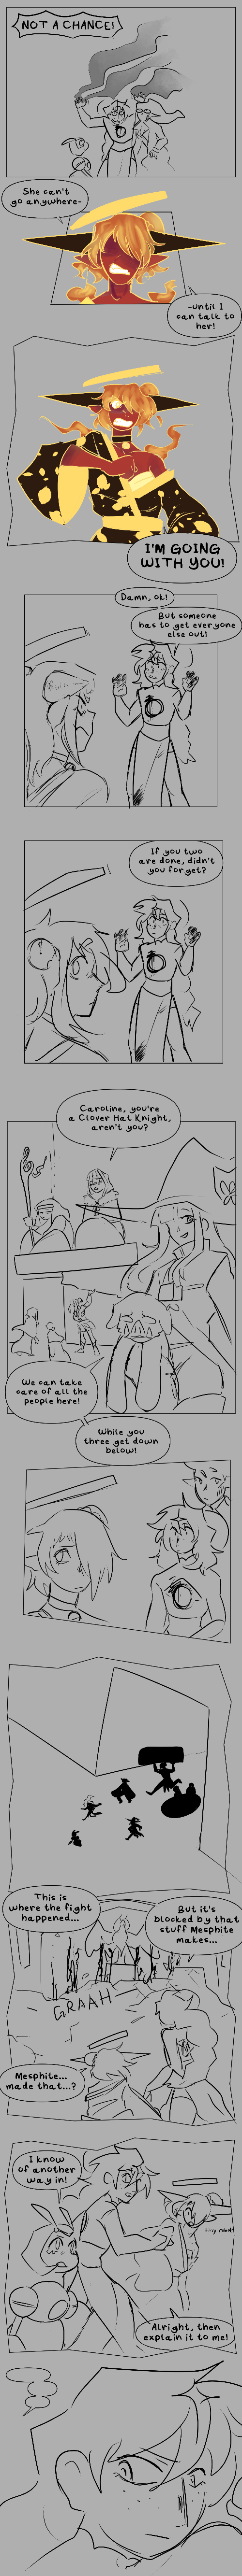 NOT A CHANCE!
She can't
go anywhere-
-until I
can talk to
her!
I'M GOING
WITH YOU!
Damn, ok!
But someone
has to get everyone
else out!
If you two
are done, didn't
you forget?
Caroline, you're
a Clover Hat Knight,
aren't you?
We can take
care of all the
people here!
While you
three get down
below!
This is
where the fight
happened...
But it's
blocked by that
stuff Mesphite
makes...
GRAAH
Mesphite...
made that...?
I know
of another
way in!
Alright, then
explain it to me!